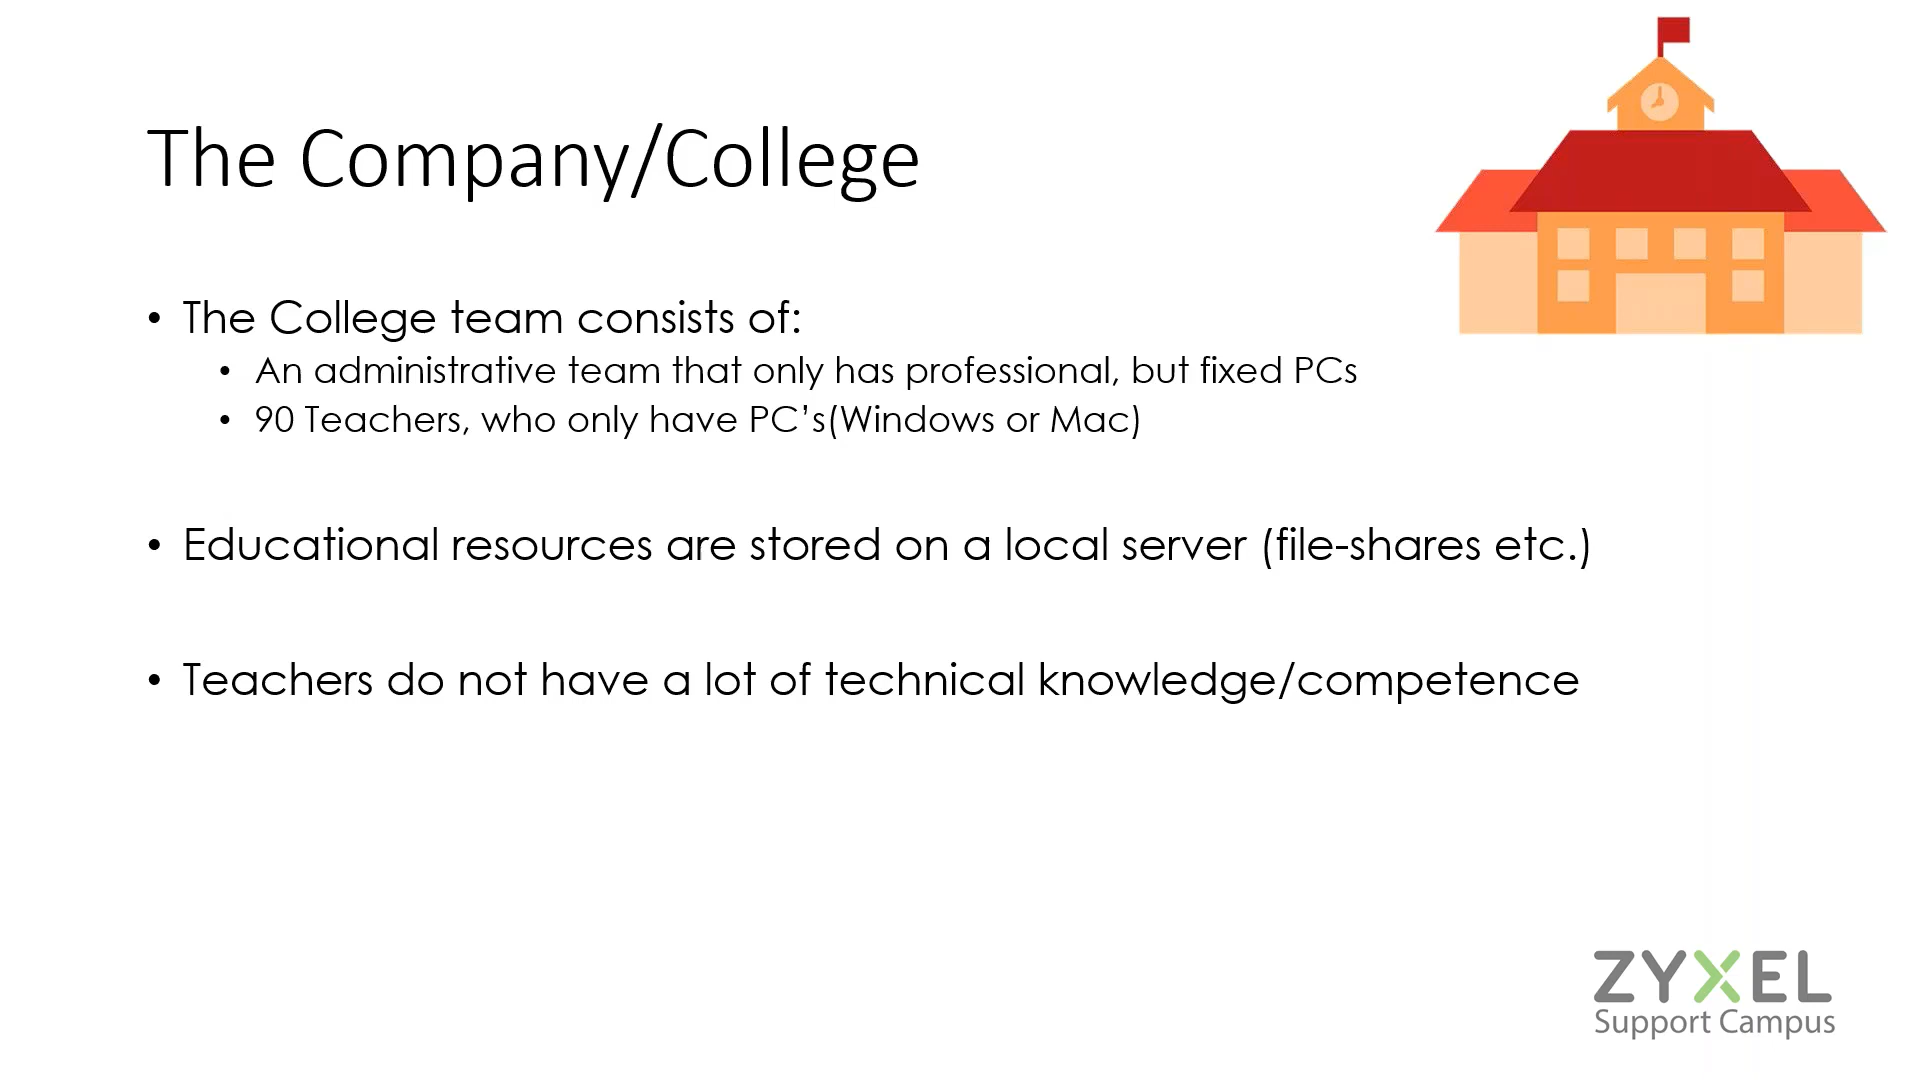 The Company/College
• The College team consists of:
• An administrative team that only has professional, but fixed PCs
• 90 Teachers, who only have PC’s(Windows or Mac)
• Educational resources are stored on a local server (file-shares etc.)
• Teachers do not have a lot of technical knowledge/competence
ZYXEL
Support Campus